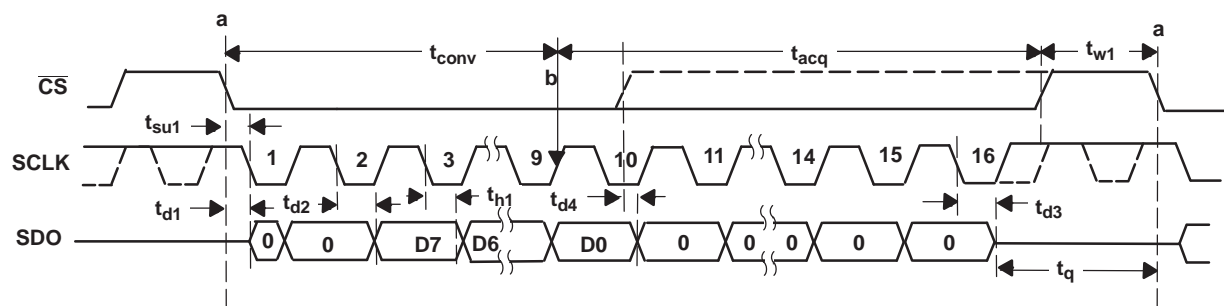 a a
t_conv t_acq t_w1
b
CS
t_su1
SCLK 1 2 3 9 10 11 14 15 16
t_d1 t_d2 t_h1 t_d4 t_d3
SDO 0 0 D7 D6 D0 0 0 0 0 0
t_q